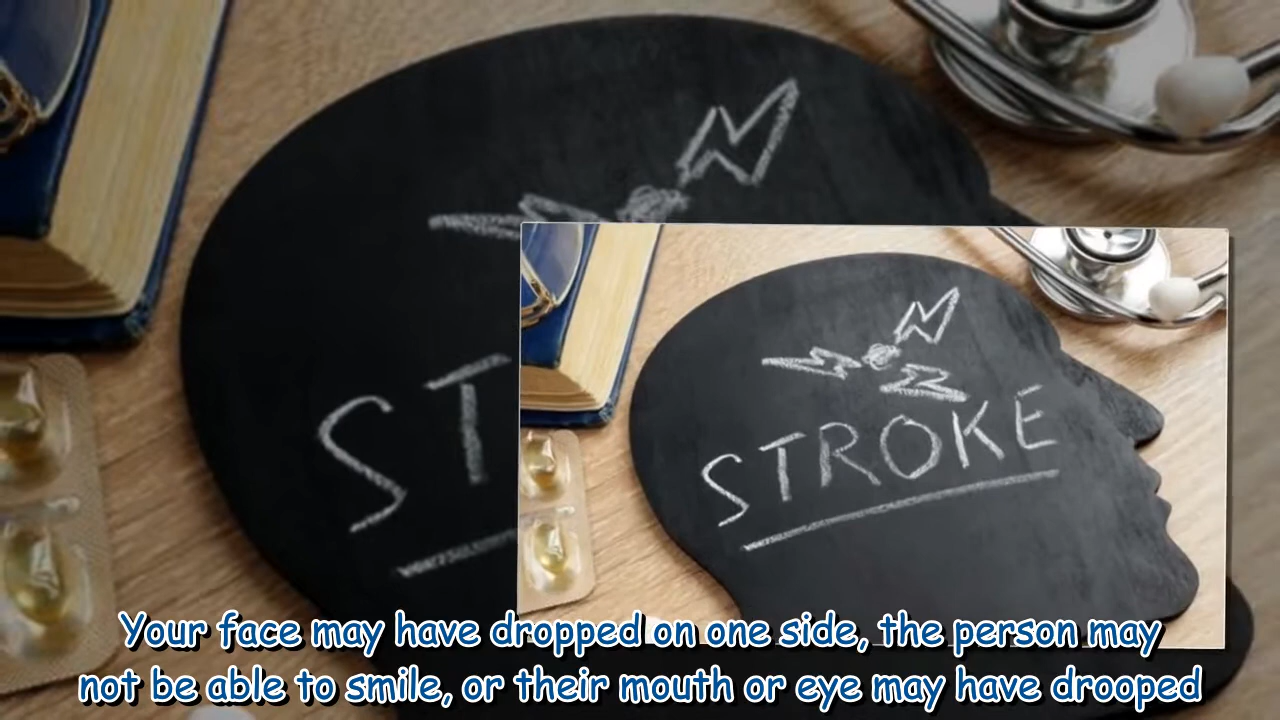 ST
STROKE
Your face may have dropped on one side, the person may
not be able to smile, or their mouth or eye may have drooped